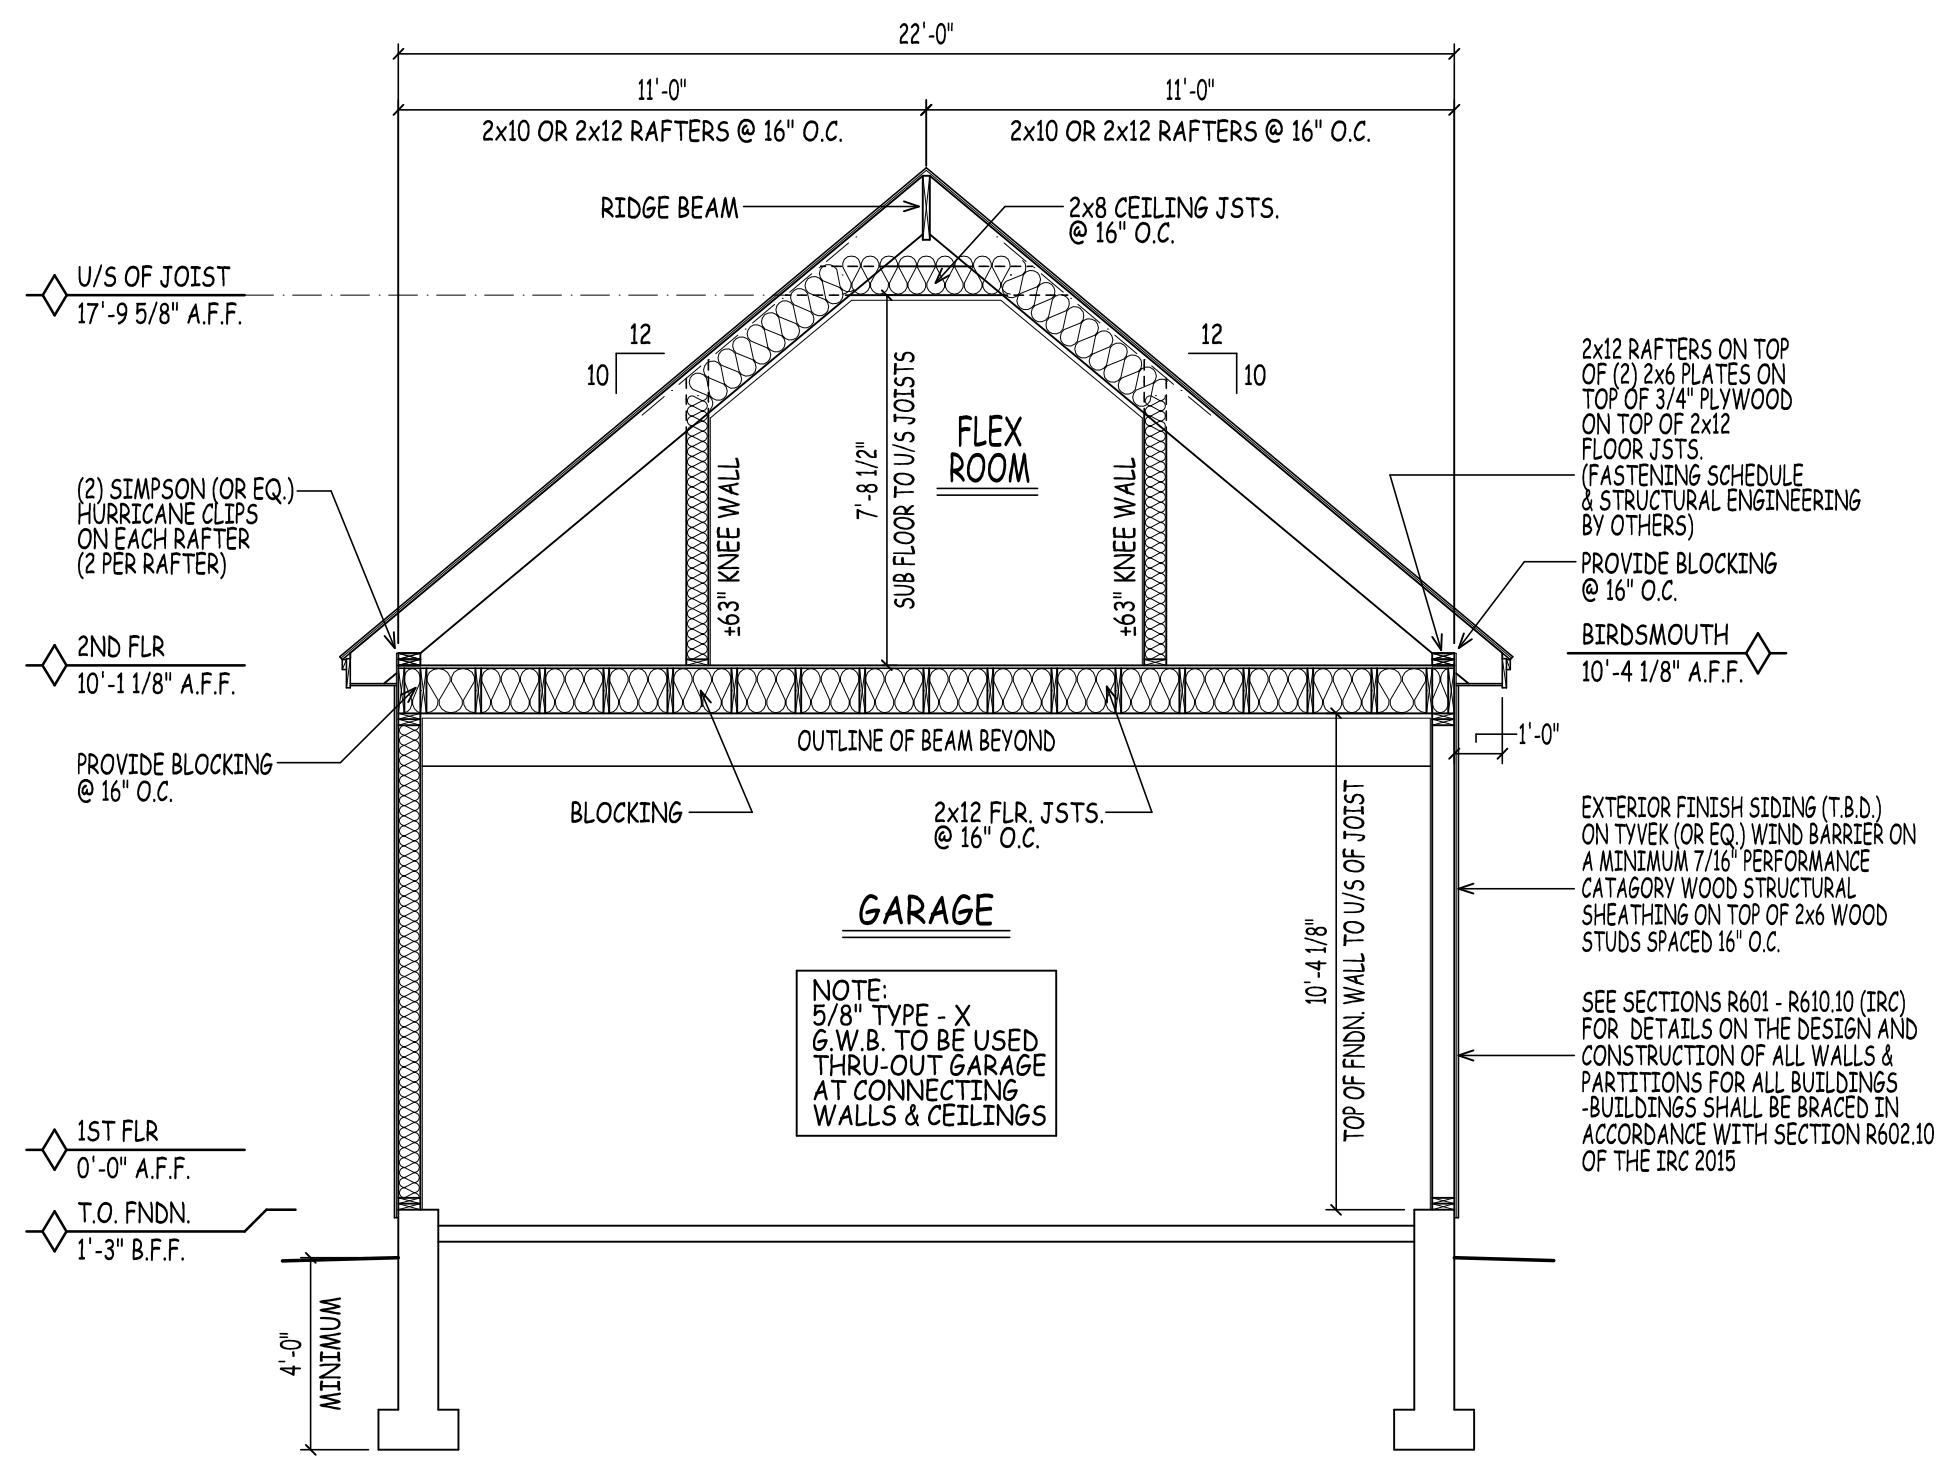 22'-0"
11'-0"
11'-0"
2x10 OR 2x12 RAFTERS @ 16" O.C.
2x10 OR 2x12 RAFTERS @ 16" O.C.
RIDGE BEAM
2x8 CEILING JSTS.
@ 16" O.C.
U/S OF JOIST
17'-9 5/8" A.F.F.
12
10
12
10
2x12 RAFTERS ON TOP
OF (2) 2x6 PLATES ON
TOP OF 3/4" PLYWOOD
ON TOP OF 2x12
FLOOR JSTS.
(FASTENING SCHEDULE
& STRUCTURAL ENGINEERING
BY OTHERS)
FLEX
ROOM
7'-8 1/2"
SUB FLOOR TO U/S JOISTS
±63" KNEE WALL
±63" KNEE WALL
(2) SIMPSON (OR EQ.)
HURRICANE CLIPS
ON EACH RAFTER
(2 PER RAFTER)
PROVIDE BLOCKING
@ 16" O.C.
2ND FLR
10'-1 1/8" A.F.F.
BIRDSMOUTH
10'-4 1/8" A.F.F.
1'-0"
OUTLINE OF BEAM BEYOND
PROVIDE BLOCKING
@ 16" O.C.
BLOCKING
2x12 FLR. JSTS.
@ 16" O.C.
EXTERIOR FINISH SIDING (T.B.D.)
ON TYVEK (OR EQ.) WIND BARRIER ON
A MINIMUM 7/16" PERFORMANCE
CATAGORY WOOD STRUCTURAL
SHEATHING ON TOP OF 2x6 WOOD
STUDS SPACED 16" O.C.
GARAGE
10'-4 1/8"
TOP OF FNDN. WALL TO U/S OF JOIST
NOTE:
5/8" TYPE - X
G.W.B. TO BE USED
THRU-OUT GARAGE
AT CONNECTING
WALLS & CEILINGS
SEE SECTIONS R601 - R610.10 (IRC)
FOR DETAILS ON THE DESIGN AND
CONSTRUCTION OF ALL WALLS &
PARTITIONS FOR ALL BUILDINGS
-BUILDINGS SHALL BE BRACED IN
ACCORDANCE WITH SECTION R602.10
OF THE IRC 2015
1ST FLR
0'-0" A.F.F.
T.O. FNDN.
1'-3" B.F.F.
4'-0"
MINIMUM